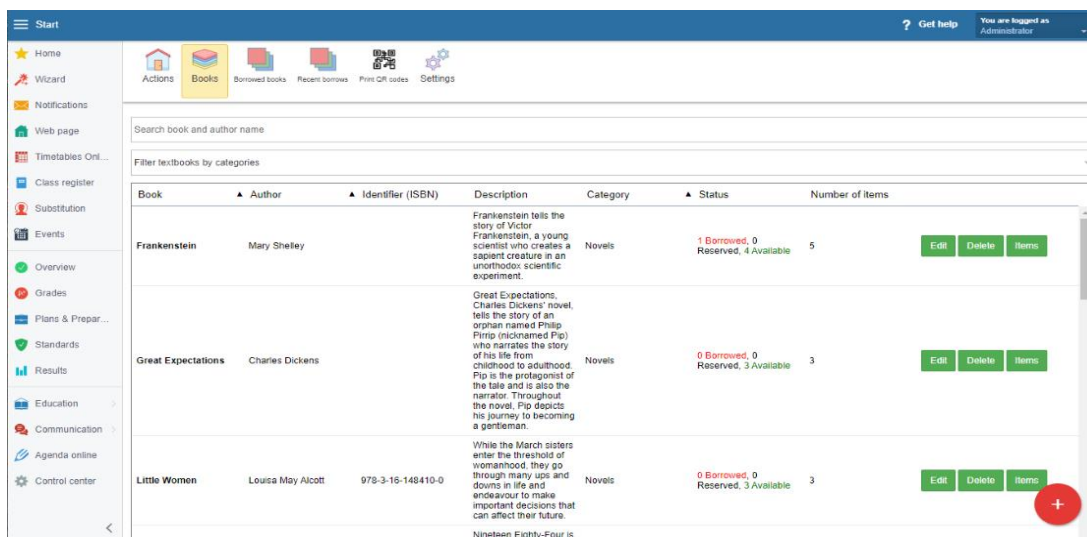 Start
? Get help
You are logged as
Administrator
Home
Wizard
Notifications
Web page
Timetables Onl...
Class register
Substitution
Events
Overview
Grades
Plans & Prepar...
Standards
Results
Education
Communication
Agenda online
Control center
Actions
Books
Borrowed books
Recent borrows
Print QR codes
Settings
Search book and author name
Filter textbooks by categories
Book ▲ Author ▲ Identifier (ISBN) Description Category ▲ Status Number of items
Frankenstein
Mary Shelley
Frankenstein tells the
story of Victor
Frankenstein, a young
scientist who creates a
sapient creature in an
unorthodox scientific
experiment.
Novels
1 Borrowed, 0
Reserved, 4 Available
5
Edit Delete Items
Great Expectations
Charles Dickens
Great Expectations,
Charles Dickens' novel,
tells the story of an
orphan named Philip
Pirrip (nicknamed Pip)
who narrates the story
of his life from
childhood to adulthood.
Pip is the protagonist of
the tale and is also the
narrator. Throughout
the novel, Pip depicts
his journey to becoming
a gentleman.
Novels
0 Borrowed, 0
Reserved, 3 Available
3
Edit Delete Items
Little Women
Louisa May Alcott
978-3-16-148410-0
While the March sisters
enter the threshold of
womanhood, they go
through many ups and
downs in life and
endeavour to make
important decisions that
can affect their future.
Novels
0 Borrowed, 0
Reserved, 3 Available
3
Edit Delete Items
+
Nineteen Eighty-Four is